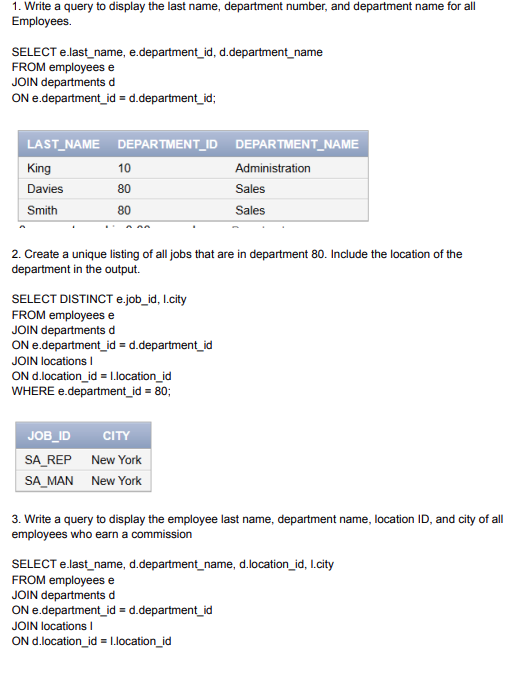 1. Write a query to display the last name, department number, and department name for all
Employees.
SELECT e.last_name, e.department_id, d.department_name
FROM employees e
JOIN departments d
ON e.department_id = d.department_id;
LAST_NAME DEPARTMENT_ID DEPARTMENT_NAME
King 10 Administration
Davies 80 Sales
Smith 80 Sales
2. Create a unique listing of all jobs that are in department 80. Include the location of the
department in the output.
SELECT DISTINCT e.job_id, l.city
FROM employees e
JOIN departments d
ON e.department_id = d.department_id
JOIN locations l
ON d.location_id = l.location_id
WHERE e.department_id = 80;
JOB_ID CITY
SA_REP New York
SA_MAN New York
3. Write a query to display the employee last name, department name, location ID, and city of all
employees who earn a commission
SELECT e.last_name, d.department_name, d.location_id, l.city
FROM employees e
JOIN departments d
ON e.department_id = d.department_id
JOIN locations l
ON d.location_id = l.location_id